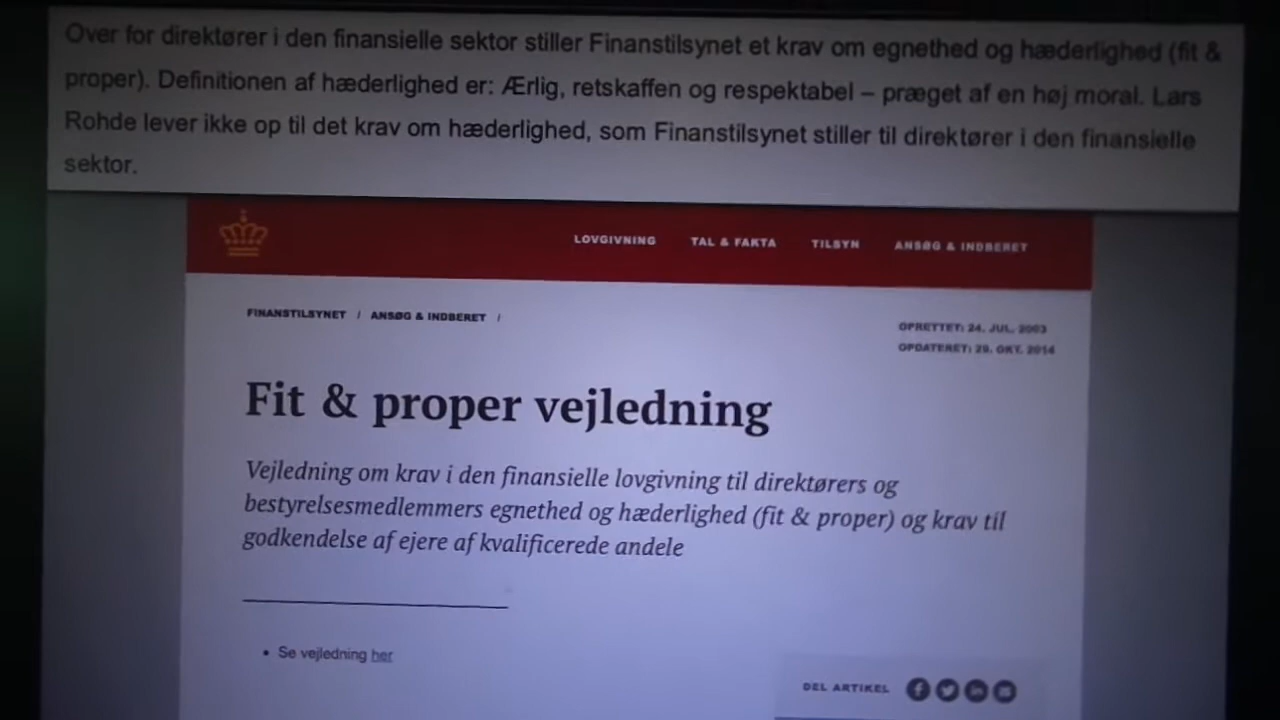 Over for direktører i den finansielle sektor stiller Finanstilsynet et krav om egnethed og hæderlighed (fit &
proper). Definitionen af hæderlighed er: Ærlig, retskaffen og respektabel – præget af en høj moral. Lars
Rohde lever ikke op til det krav om hæderlighed, som Finanstilsynet stiller til direktører i den finansielle
sektor.
LOVGIVNING TAL & FAKTA TILSYN ANSØG & INDBERET
FINANSTILSYNET / ANSØG & INDBERET /
OPRETTET: 24. JUL. 2003
OPDATERET: 29. OKT. 2014
Fit & proper vejledning
Vejledning om krav i den finansielle lovgivning til direktørers og
bestyrelsesmedlemmers egnethed og hæderlighed (fit & proper) og krav til
godkendelse af ejere af kvalificerede andele
• Se vejledning her
DEL ARTIKEL